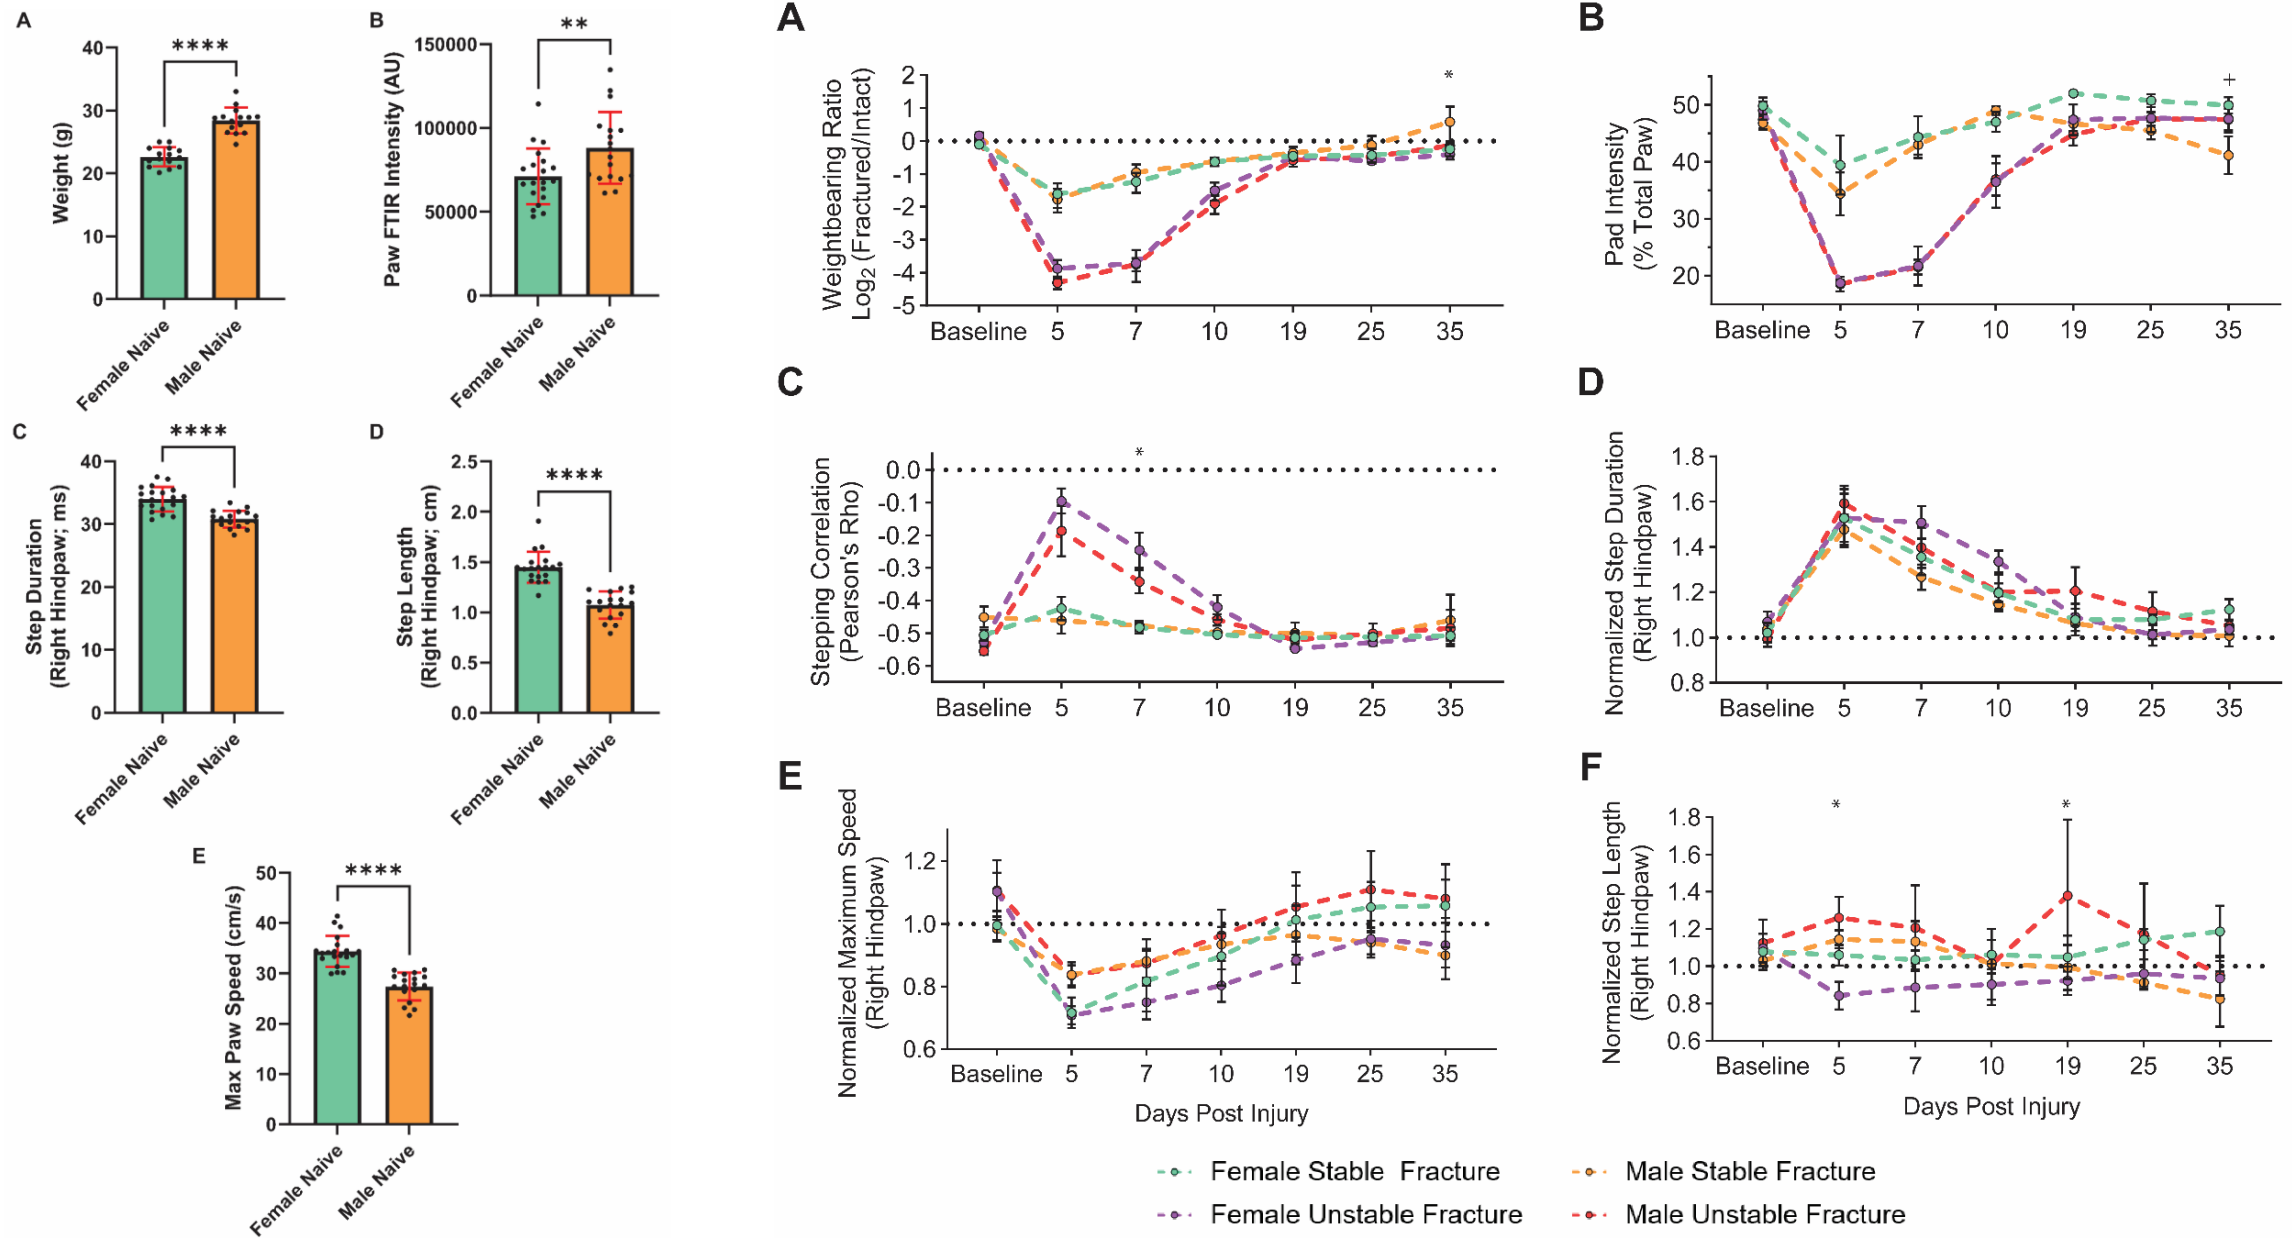 A
****
Weight (g)
40
30
20
10
0
Female Naive
Male Naive
B
**
Paw FTIR Intensity (AU)
150000
100000
50000
0
Female Naive
Male Naive
C
****
Step Duration
(Right Hindpaw; ms)
40
30
20
10
0
Female Naive
Male Naive
D
****
Step Length
(Right Hindpaw; cm)
2.5
2.0
1.5
1.0
0.5
0.0
Female Naive
Male Naive
E
****
Max Paw Speed (cm/s)
50
40
30
20
10
0
Female Naive
Male Naive
A
Weightbearing Ratio
Log2 (Fractured/Intact)
2
1
0
-1
-2
-3
-4
-5
*
Baseline 5 7 10 19 25 35
B
Pad Intensity
(% Total Paw)
50
40
30
20
+
Baseline 5 7 10 19 25 35
C
Stepping Correlation
(Pearson's Rho)
0.0
-0.1
-0.2
-0.3
-0.4
-0.5
-0.6
*
Baseline 5 7 10 19 25 35
D
Normalized Step Duration
(Right Hindpaw)
1.8
1.6
1.4
1.2
1.0
0.8
Baseline 5 7 10 19 25 35
E
Normalized Maximum Speed
(Right Hindpaw)
1.2
1.0
0.8
0.6
Baseline 5 7 10 19 25 35
Days Post Injury
F
Normalized Step Length
(Right Hindpaw)
1.8
1.6
1.4
1.2
1.0
0.8
0.6
* *
Baseline 5 7 10 19 25 35
Days Post Injury
Female Stable Fracture
Male Stable Fracture
Female Unstable Fracture
Male Unstable Fracture